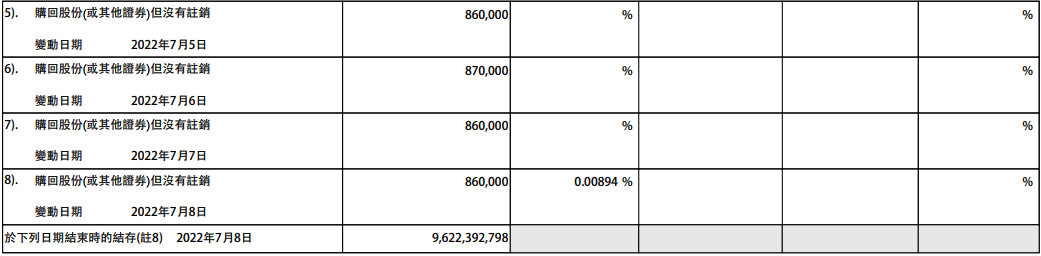 5). 購回股份(或其他證券)但沒有註銷 860,000 % %
變動日期 2022年7月5日
6). 購回股份(或其他證券)但沒有註銷 870,000 % %
變動日期 2022年7月6日
7). 購回股份(或其他證券)但沒有註銷 860,000 % %
變動日期 2022年7月7日
8). 購回股份(或其他證券)但沒有註銷 860,000 0.00894 % %
變動日期 2022年7月8日
於下列日期結束時的結存(註8) 2022年7月8日 9,622,392,798